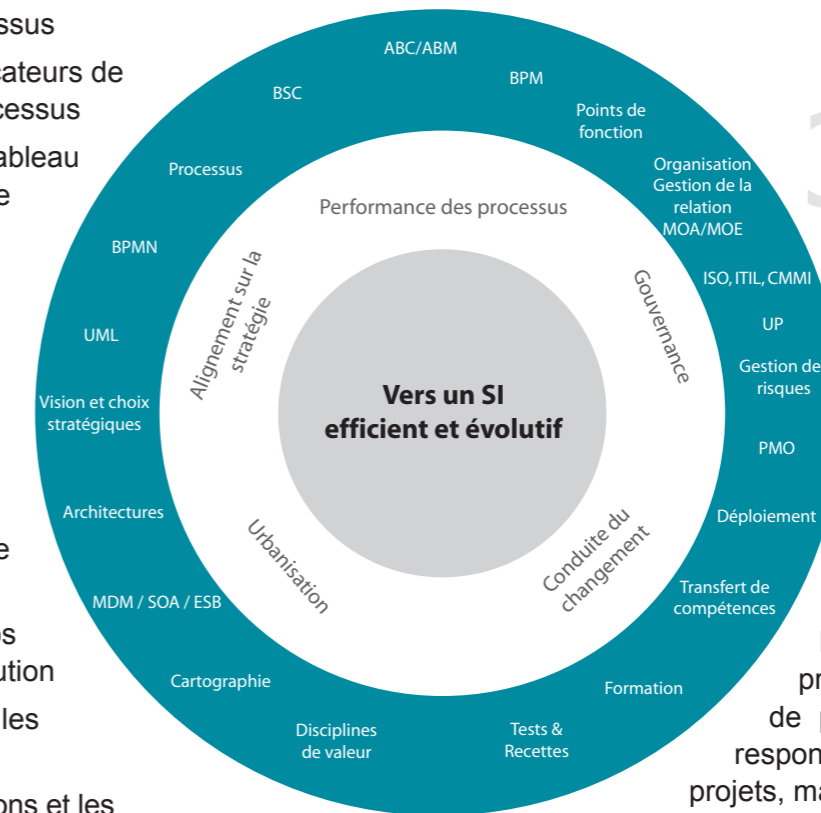 essus
cateurs de
cessus
ableau
e
e
os
ution
les
ons et les
ABC/ABM
BPM
BSC
Points de
fonction
Processus
Organisation
Gestion de la
relation
MOA/MOE
BPMN
ISO, ITIL, CMMI
UML
UP
Gestion de
risques
Vision et choix
stratégiques
PMO
Architectures
Déploiement
MDM / SOA / ESB
Transfert de
compétences
Cartographie
Formation
Disciplines
de valeur
Tests &
Recettes
Performance des processus
Alignement sur la
stratégie
Gouvernance
Urbanisation
Conduite du
changement
Vers un SI
efficient et évolutif
pr
de p
respon
projets, ma